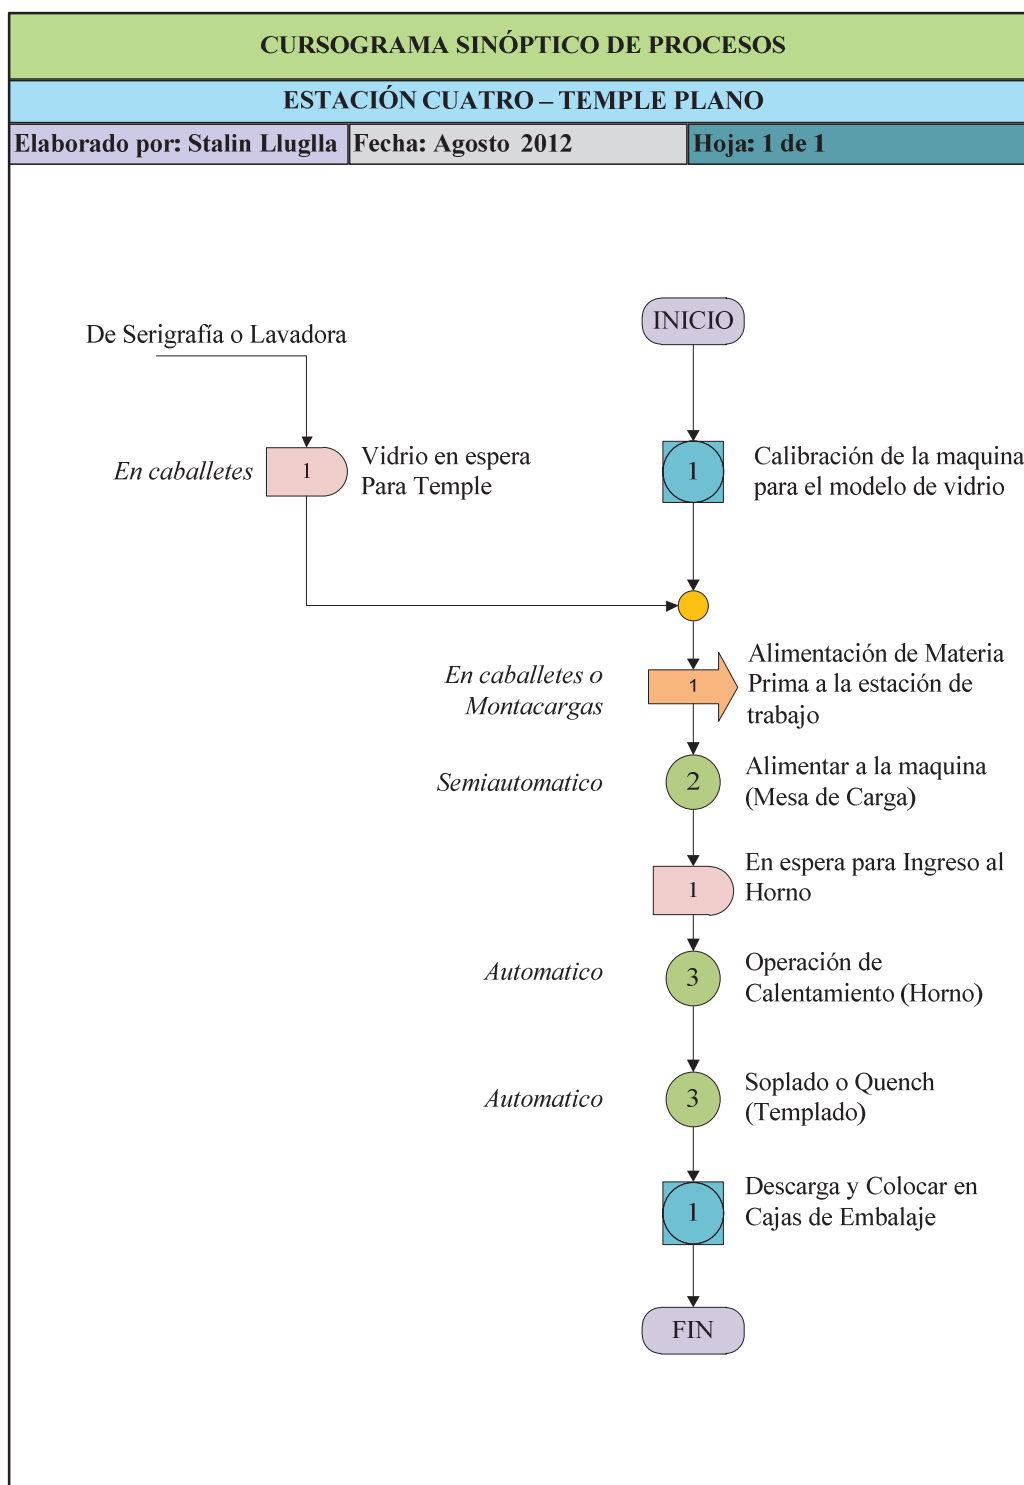 CURSOGRAMA SINÓPTICO DE PROCESOS
ESTACIÓN CUATRO – TEMPLE PLANO
Elaborado por: Stalin Lluglla Fecha: Agosto 2012 Hoja: 1 de 1
INICIO
De Serigrafía o Lavadora
En caballetes
1
Vidrio en espera
Para Temple
1
Calibración de la maquina
para el modelo de vidrio
En caballetes o
Montacargas
1
Alimentación de Materia
Prima a la estación de
trabajo
Semiautomatico
2
Alimentar a la maquina
(Mesa de Carga)
1
En espera para Ingreso al
Horno
Automatico
3
Operación de
Calentamiento (Horno)
Automatico
3
Soplado o Quench
(Templado)
1
Descarga y Colocar en
Cajas de Embalaje
FIN